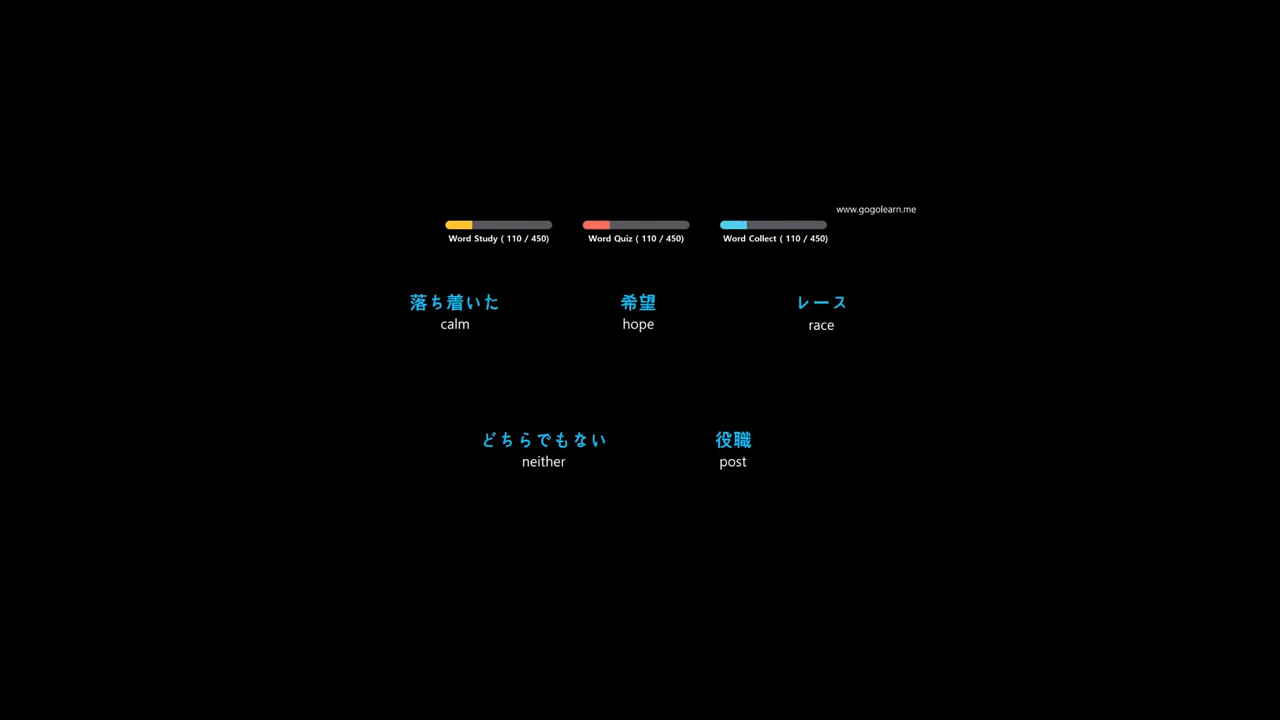 www.gogolearn.me
Word Study ( 110 / 450)
Word Quiz ( 110 / 450)
Word Collect ( 110 / 450)
落ち着いた
calm
希望
hope
レース
race
どちらでもない
neither
役職
post